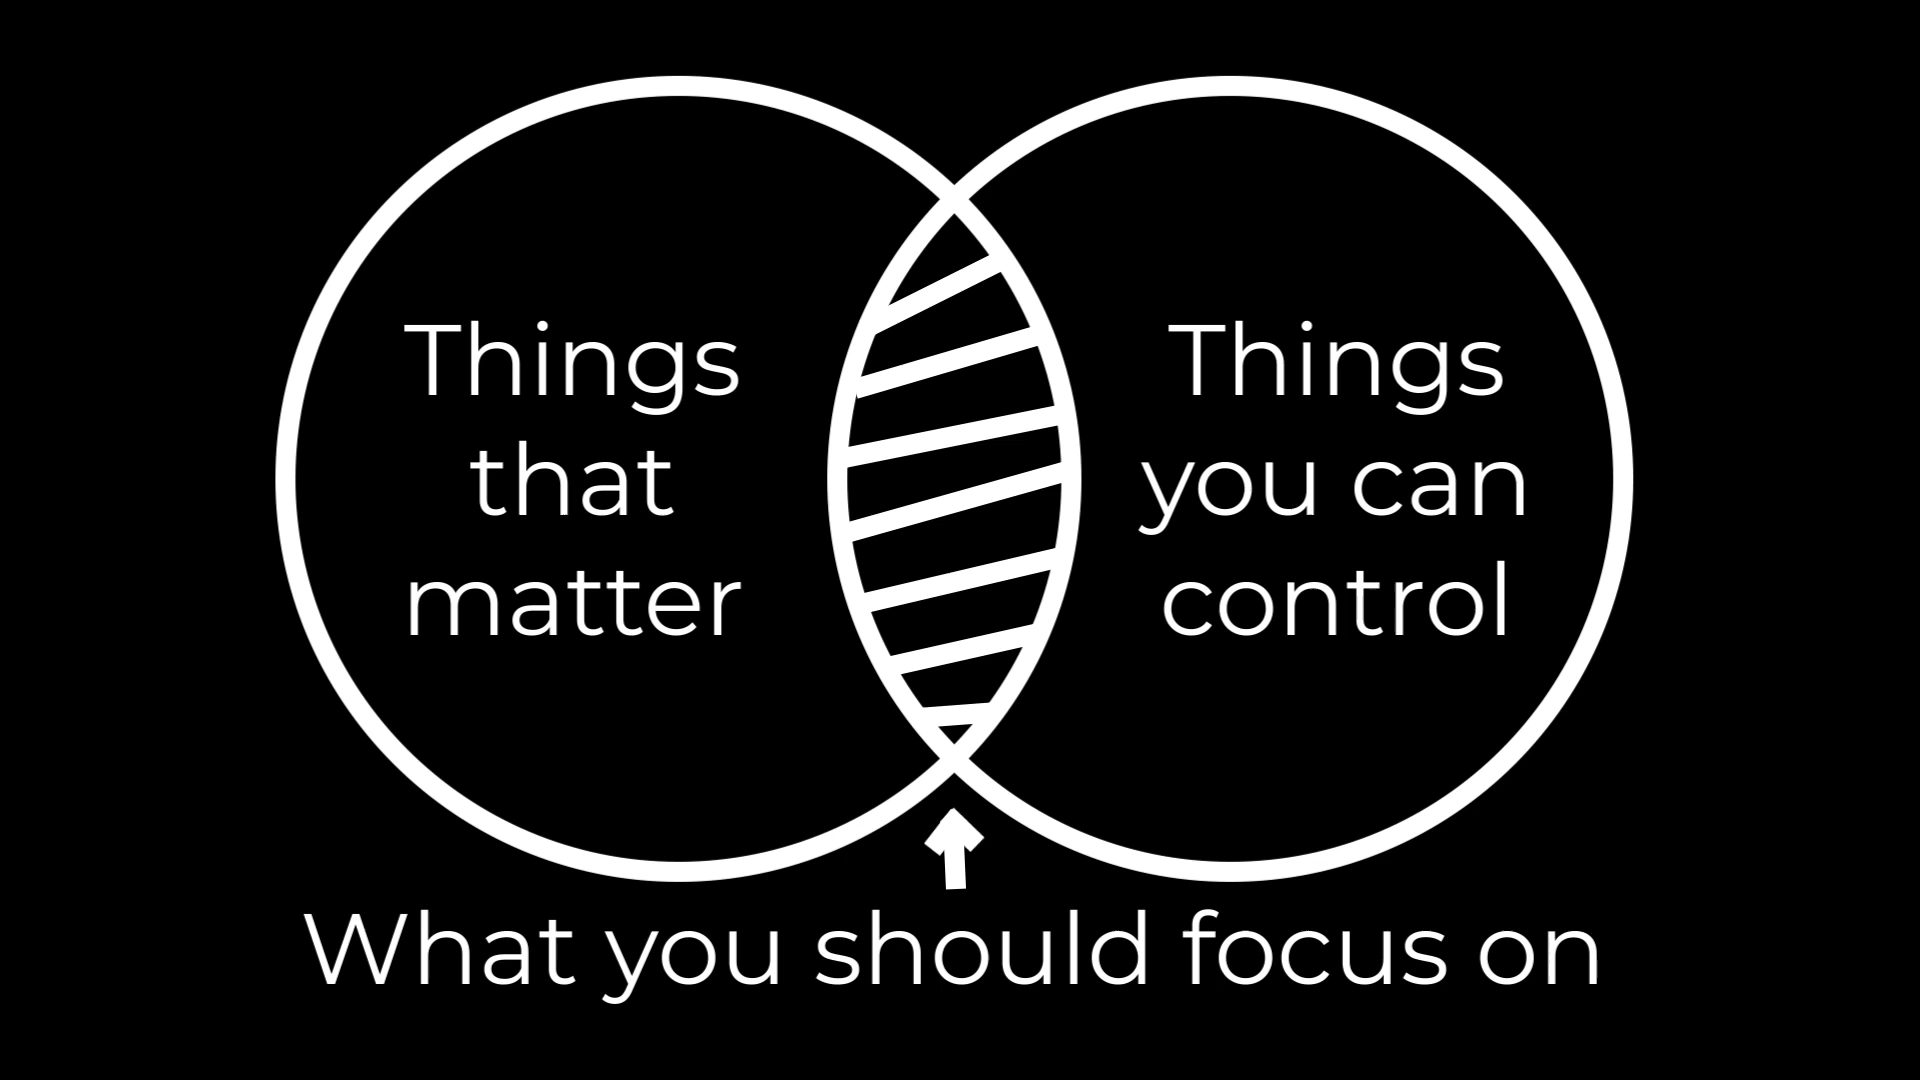 Things
that
matter
Things
you can
control
What you should focus on